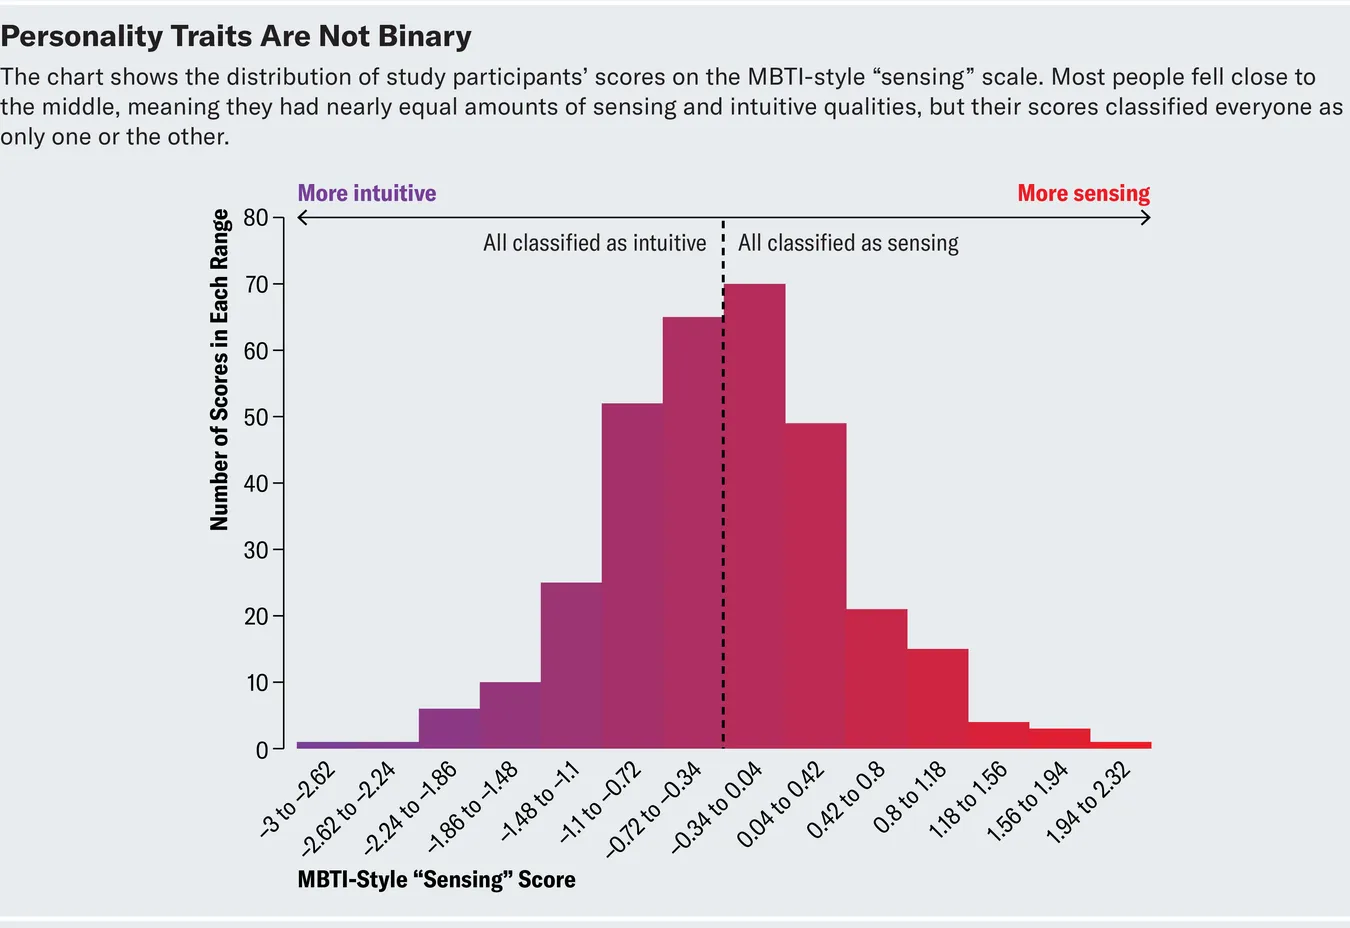 Personality Traits Are Not Binary
The chart shows the distribution of study participants’ scores on the MBTI-style “sensing” scale. Most people fell close to
the middle, meaning they had nearly equal amounts of sensing and intuitive qualities, but their scores classified everyone as
only one or the other.
More intuitive
More sensing
All classified as intuitive
All classified as sensing
Number of Scores in Each Range
80
70
60
50
40
30
20
10
0
–3 to –2.62
–2.62 to –2.24
–2.24 to –1.86
–1.86 to –1.48
–1.48 to –1.1
–1.1 to –0.72
–0.72 to –0.34
–0.34 to 0.04
0.04 to 0.42
0.42 to 0.8
0.8 to 1.18
1.18 to 1.56
1.56 to 1.94
1.94 to 2.32
MBTI-Style “Sensing” Score